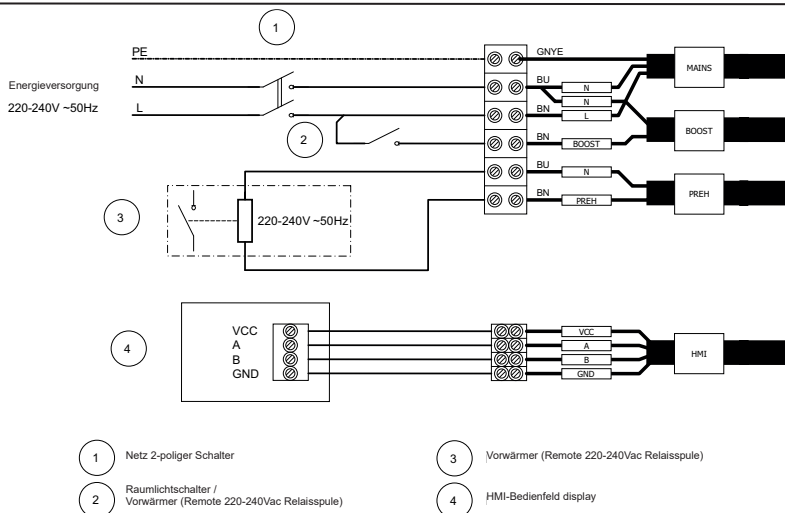 1
PE
GNYE
MAINS
Energieversorgung
N
BU
N
220-240V ~50Hz
L
N
BN
L
BOOST
2
BN
BOOST
BU
N
3
220-240V ~50Hz
BN
PREH
PREH
4
VCC
VCC
A
A
B
B
GND
GND
HMI
1
Netz 2-poliger Schalter
3
Vorwärmer (Remote 220-240Vac Relaisspule)
2
Raumlichtschalter /
Vorwärmer (Remote 220-240Vac Relaisspule)
4
HMI-Bedienfeld display